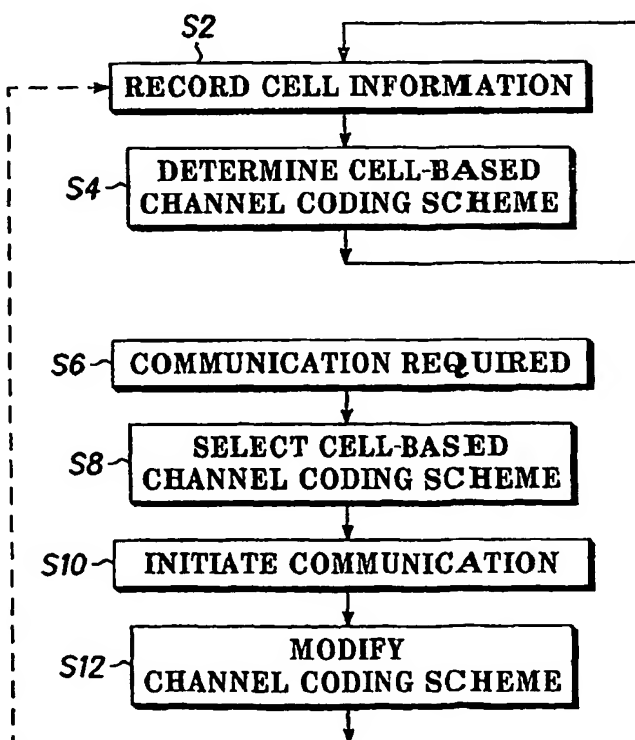 S2
RECORD CELL INFORMATION
S4
DETERMINE CELL-BASED
CHANNEL CODING SCHEME
S6
COMMUNICATION REQUIRED
S8
SELECT CELL-BASED
CHANNEL CODING SCHEME
S10
INITIATE COMMUNICATION
S12
MODIFY
CHANNEL CODING SCHEME